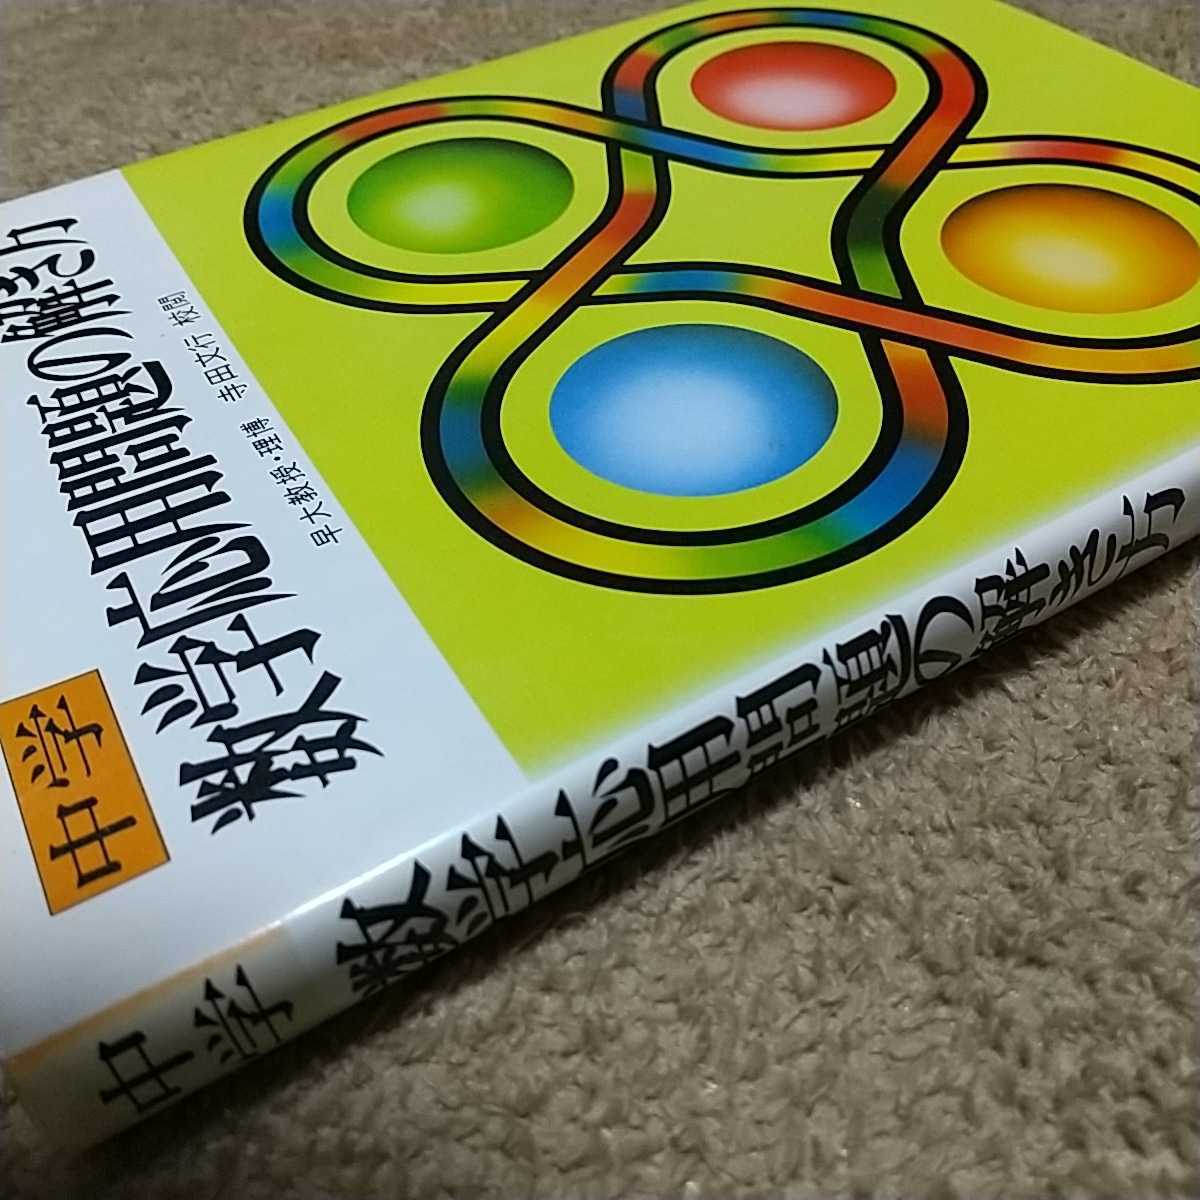 中学
数学応用問題の解き方
早大教授・理博 寺田文行 校閲
中学 数学応用問題の解き方